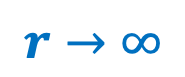 r → ∞